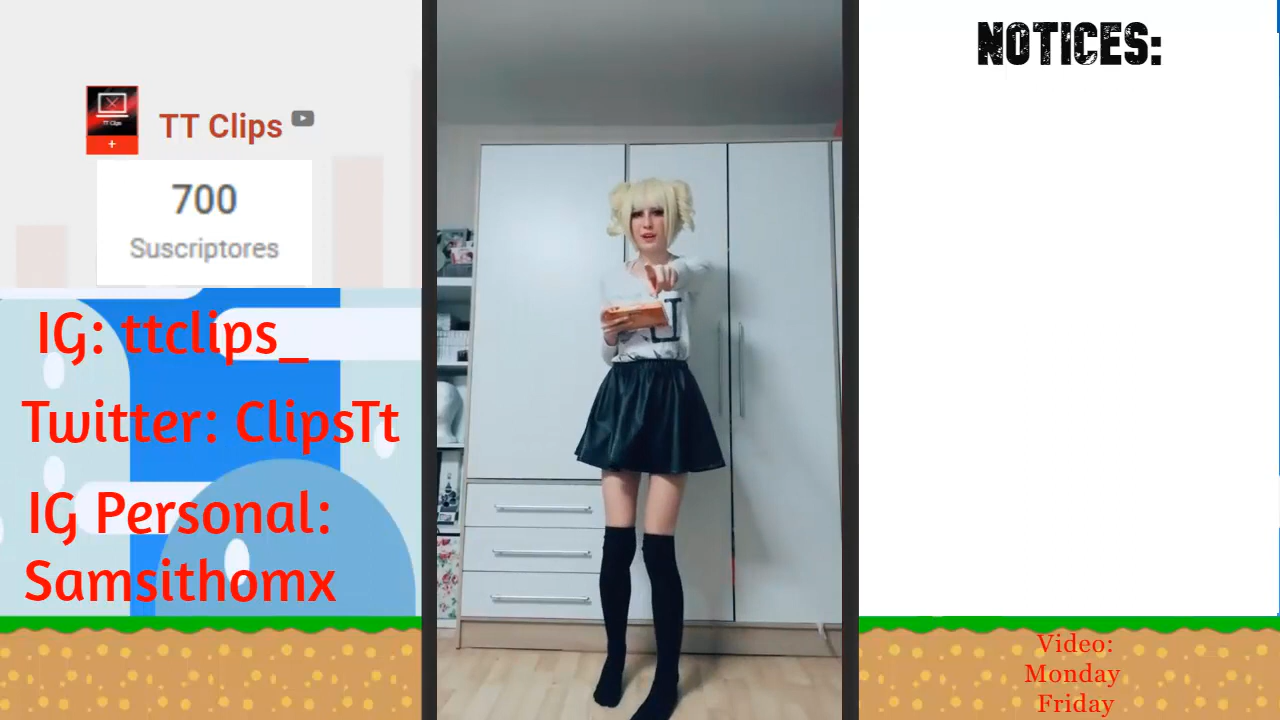 TT Clips
700
Suscriptores
IG: ttclips_
Twitter: ClipsTt
IG Personal:
Samsithomx
NOTICES:
Video:
Monday
Friday